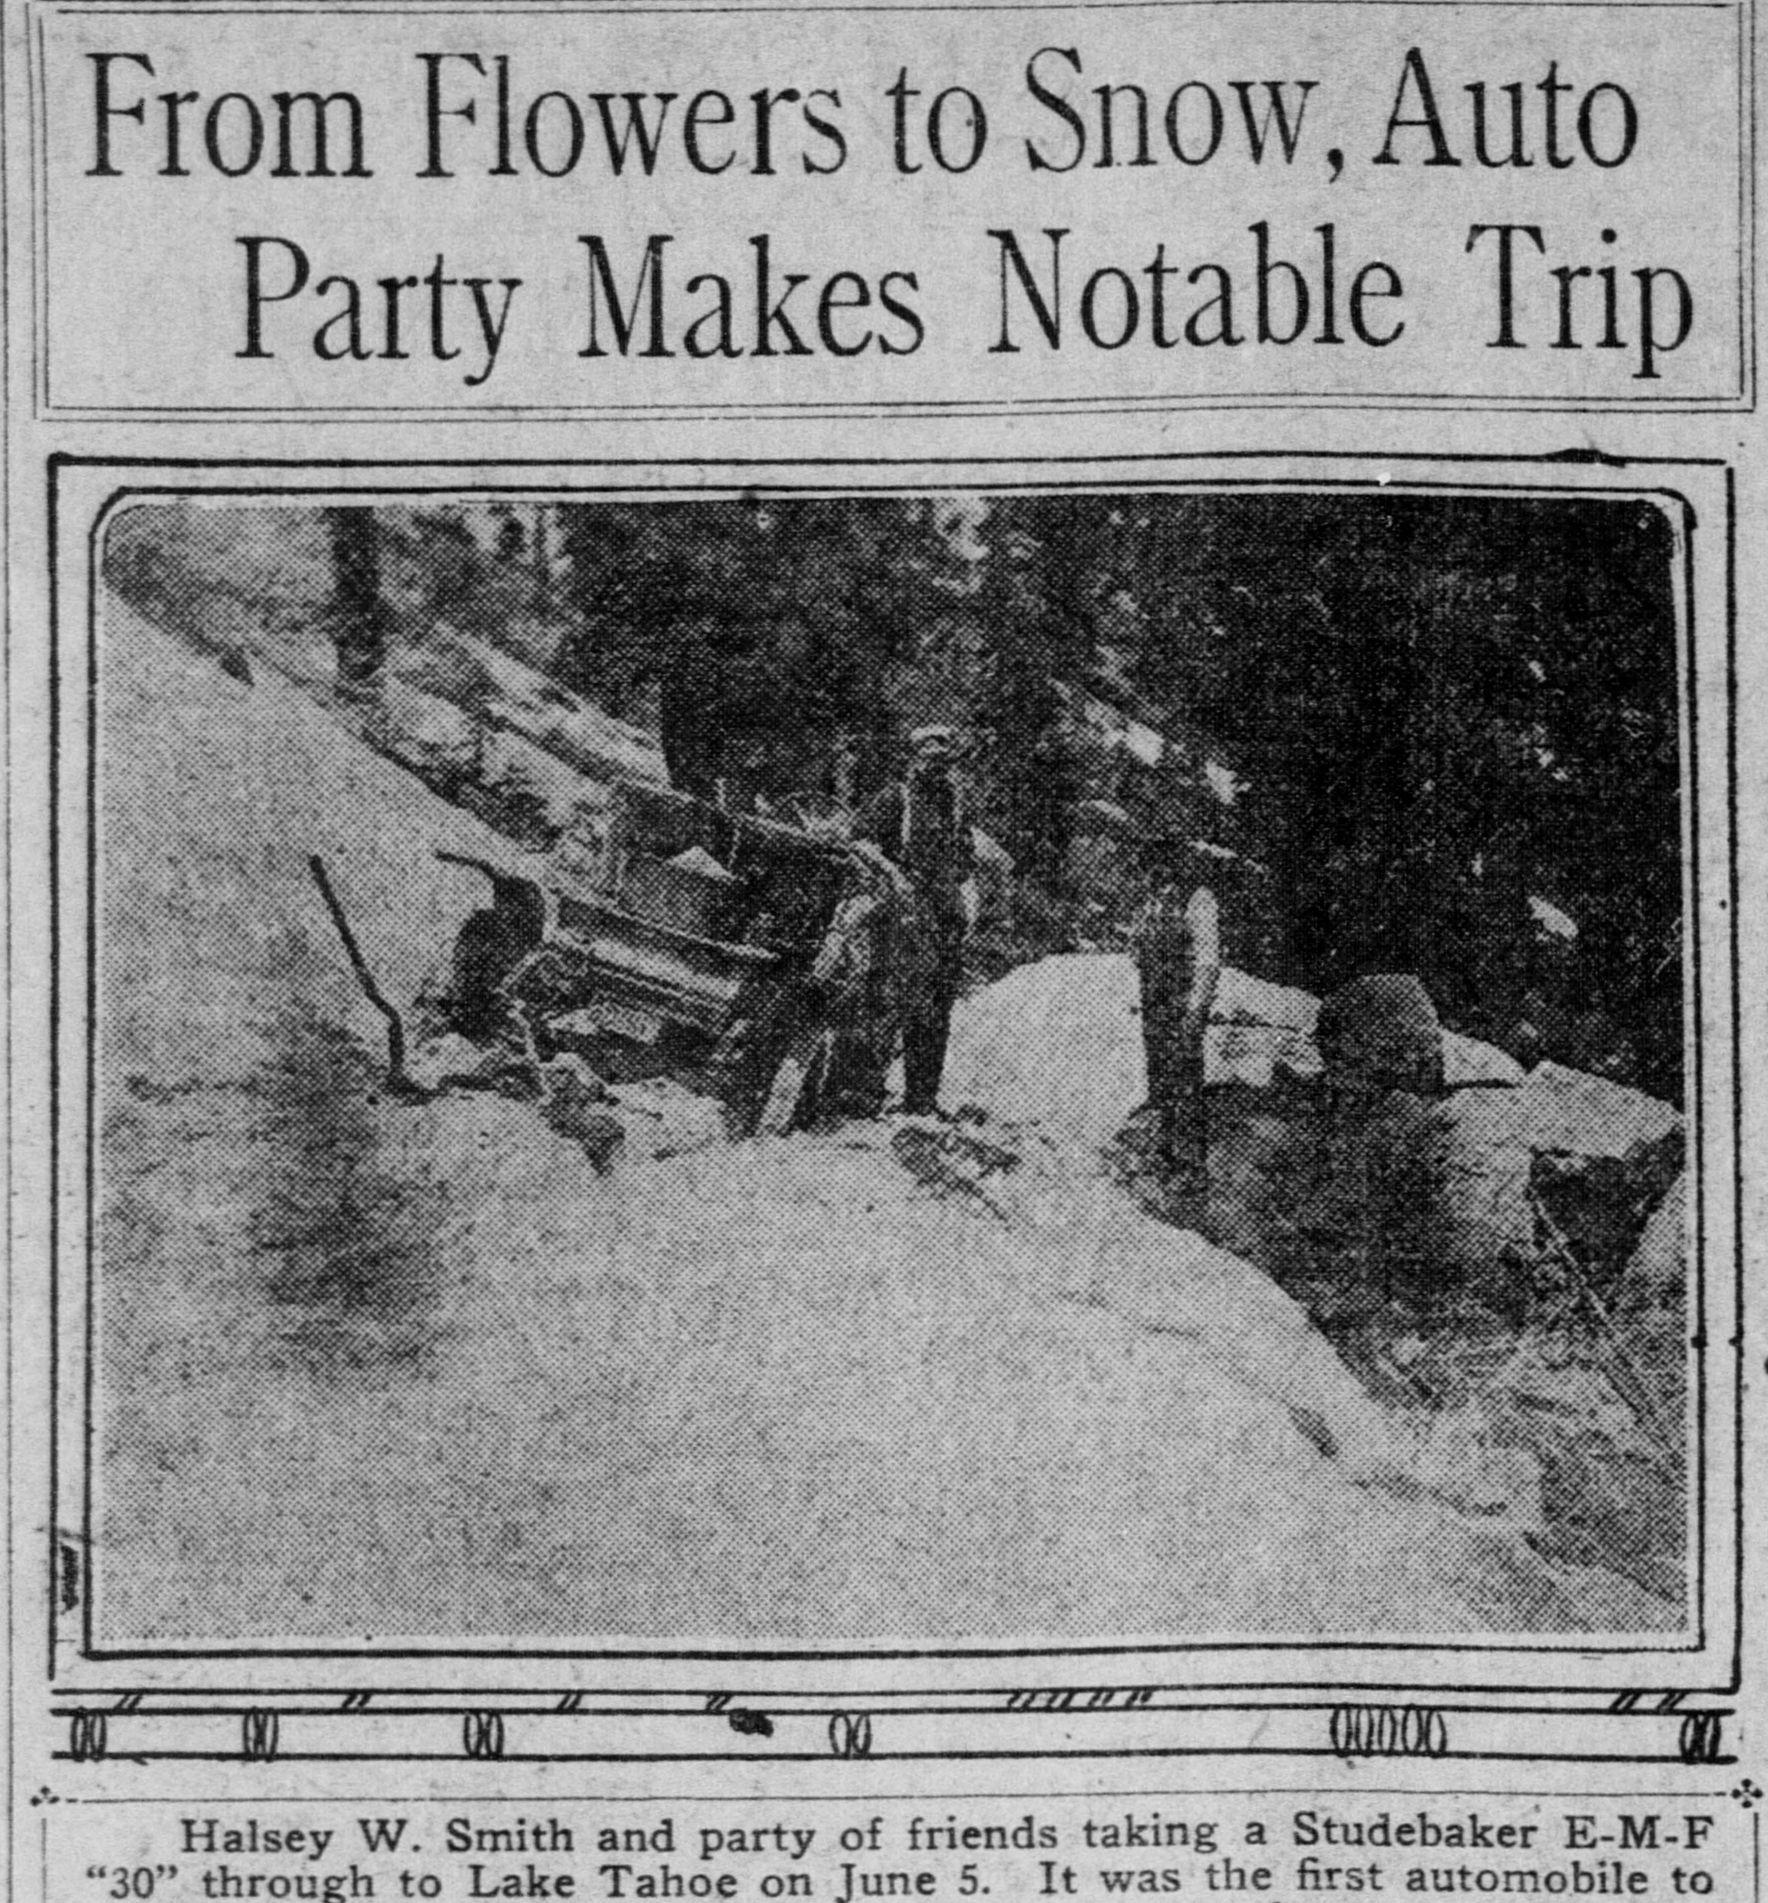 From Flowers to Snow, Auto
Party Makes Notable Trip
Halsey W. Smith and party of friends taking a Studebaker E-M-F
“30” through to Lake Tahoe on June 5. It was the first automobile to